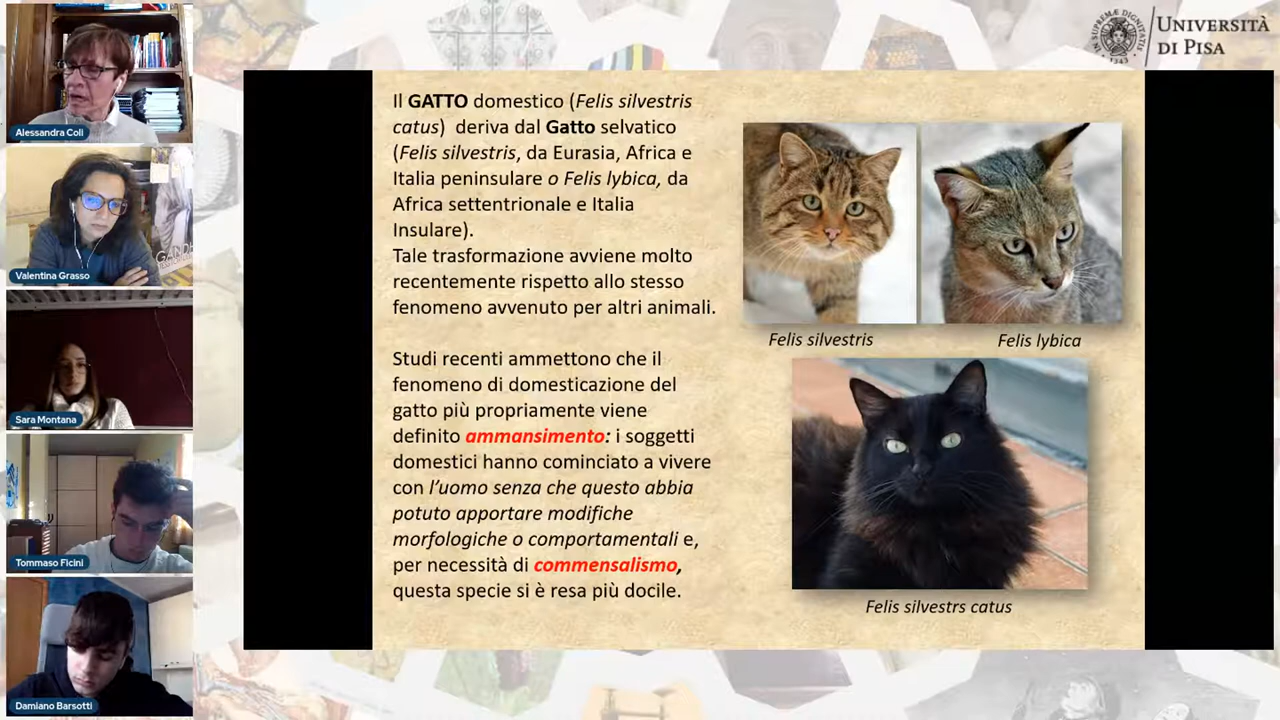 UNIVERSITÀ
DI PISA
Alessandra Coli
Valentina Grasso
Sara Montana
Tommaso Ficini
Damiano Barsotti
Il GATTO domestico (Felis silvestris
catus) deriva dal Gatto selvatico
(Felis silvestris, da Eurasia, Africa e
Italia peninsulare o Felis lybica, da
Africa settentrionale e Italia
Insulare).
Tale trasformazione avviene molto
recentemente rispetto allo stesso
fenomeno avvenuto per altri animali.
Studi recenti ammettono che il
fenomeno di domesticazione del
gatto più propriamente viene
definito ammansimento: i soggetti
domestici hanno cominciato a vivere
con l'uomo senza che questo abbia
potuto apportare modifiche
morfologiche o comportamentali e,
per necessità di commensalismo,
questa specie si è resa più docile.
Felis silvestris
Felis lybica
Felis silvestrs catus